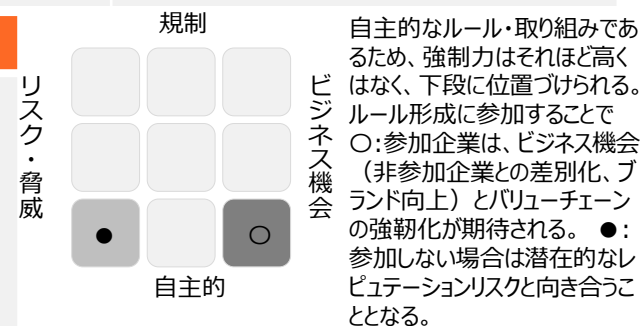 規制
リスク・脅威
ビジネス機会
●
○
自主的
自主的なルール・取り組みであ
るため、強制力はそれほど高く
はなく、下段に位置づけられる。
ルール形成に参加することで
○:参加企業は、ビジネス機会
(非参加企業との差別化、ブ
ランド向上)とバリューチェーン
の強靭化が期待される。 ●:
参加しない場合は潜在的なレ
ピュテーションリスクと向き合うこ
ととなる。